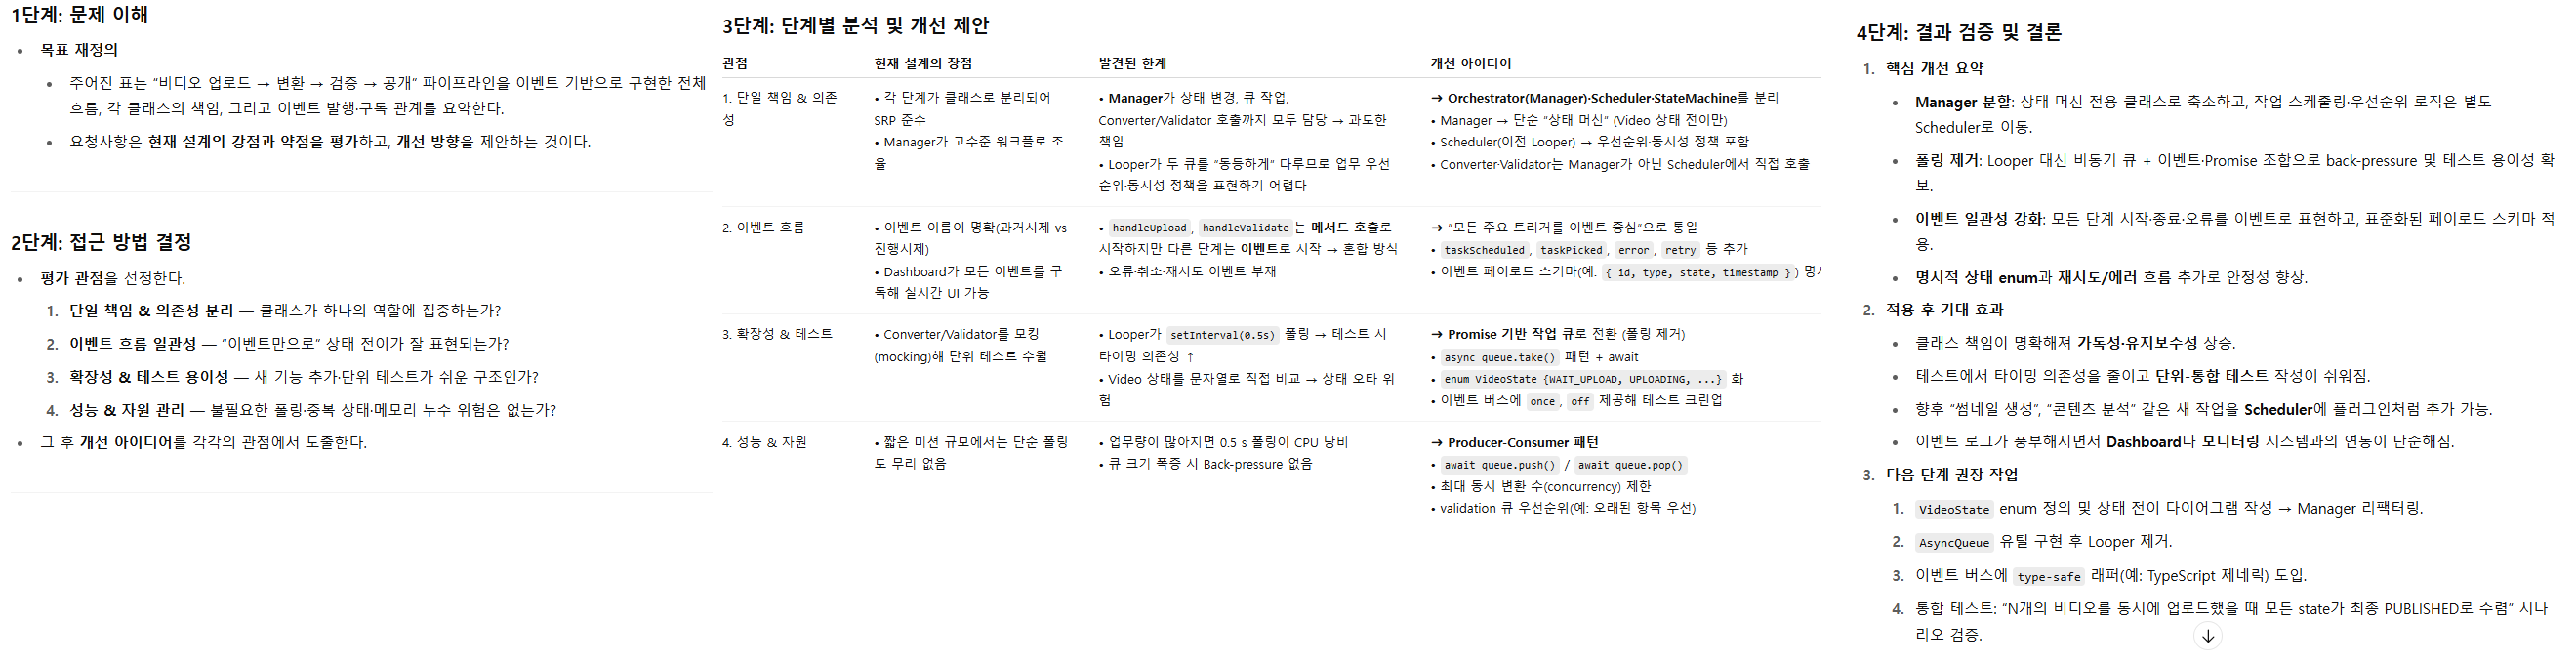 1단계: 문제 이해
• 목표 재정의
• 주어진 표는 “비디오 업로드 → 변환 → 검증 → 공개” 파이프라인을 이벤트 기반으로 구현한 전체
흐름, 각 클래스의 책임, 그리고 이벤트 발행·구독 관계를 요약한다.
• 요청사항은 현재 설계의 강점과 약점을 평가하고, 개선 방향을 제안하는 것이다.
2단계: 접근 방법 결정
• 평가 관점을 선정한다.
1. 단일 책임 & 의존성 분리 — 클래스가 하나의 역할에 집중하는가?
2. 이벤트 흐름 일관성 — “이벤트만으로” 상태 전이가 잘 표현되는가?
3. 확장성 & 테스트 용이성 — 새 기능 추가·단위 테스트가 쉬운 구조인가?
4. 성능 & 자원 관리 — 불필요한 폴링·중복 상태·메모리 누수 위험은 없는가?
• 그 후 개선 아이디어를 각각의 관점에서 도출한다.
3단계: 단계별 분석 및 개선 제안
관점
현재 설계의 장점
발견된 한계
개선 아이디어
1. 단일 책임 & 의존
성
• 각 단계가 클래스로 분리되어
SRP 준수
• Manager가 고수준 워크플로 조
율
• Manager가 상태 변경, 큐 작업,
Converter/Validator 호출까지 모두 담당 → 과도한
책임
• Looper가 두 큐를 “동등하게” 다루므로 업무 우선
순위·동시성 정책을 표현하기 어렵다
→ Orchestrator(Manager)·Scheduler·StateMachine를 분리
• Manager → 단순 “상태 머신” (Video 상태 전이만)
• Scheduler(이전 Looper) → 우선순위·동시성 정책 포함
• Converter·Validator는 Manager가 아닌 Scheduler에서 직접 호출
2. 이벤트 흐름
• 이벤트 이름이 명확(과거시제 vs
진행시제)
• Dashboard가 모든 이벤트를 구
독해 실시간 UI 가능
• handleUpload, handleValidate는 메서드 호출로
시작하지만 다른 단계는 이벤트로 시작 → 혼합 방식
• 오류·취소·재시도 이벤트 부재
→ “모든 주요 트리거를 이벤트 중심”으로 통일
• taskScheduled, taskPicked, error, retry 등 추가
• 이벤트 페이로드 스키마(예: { id, type, state, timestamp }) 명시
3. 확장성 & 테스트
• Converter/Validator를 모킹
(mocking)해 단위 테스트 수월
• Looper가 setInterval(0.5s) 폴링 → 테스트 시
타이밍 의존성 ↑
• Video 상태를 문자열로 직접 비교 → 상태 오타 위
험
→ Promise 기반 작업 큐로 전환 (폴링 제거)
• async queue.take() 패턴 + await
• enum VideoState {WAIT_UPLOAD, UPLOADING, ...} 화
• 이벤트 버스에 once, off 제공해 테스트 크린업
4. 성능 & 자원
• 짧은 미션 규모에서는 단순 폴링
도 무리 없음
• 업무량이 많아지면 0.5 s 폴링이 CPU 낭비
• 큐 크기 폭증 시 Back-pressure 없음
→ Producer-Consumer 패턴
• await queue.push() / await queue.pop()
• 최대 동시 변환 수(concurrency) 제한
• validation 큐 우선순위(예: 오래된 항목 우선)
4단계: 결과 검증 및 결론
1. 핵심 개선 요약
• Manager 분할: 상태 머신 전용 클래스로 축소하고, 작업 스케줄링·우선순위 로직은 별도
Scheduler로 이동.
• 폴링 제거: Looper 대신 비동기 큐 + 이벤트·Promise 조합으로 back-pressure 및 테스트 용이성 확
보.
• 이벤트 일관성 강화: 모든 단계 시작·종료·오류를 이벤트로 표현하고, 표준화된 페이로드 스키마 적
용.
• 명시적 상태 enum과 재시도/에러 흐름 추가로 안정성 향상.
2. 적용 후 기대 효과
• 클래스 책임이 명확해져 가독성·유지보수성 상승.
• 테스트에서 타이밍 의존성을 줄이고 단위-통합 테스트 작성이 쉬워짐.
• 향후 “썸네일 생성”, “콘텐츠 분석” 같은 새 작업을 Scheduler에 플러그인처럼 추가 가능.
• 이벤트 로그가 풍부해지면서 Dashboard나 모니터링 시스템과의 연동이 단순해짐.
3. 다음 단계 권장 작업
1. VideoState enum 정의 및 상태 전이 다이어그램 작성 → Manager 리팩터링.
2. AsyncQueue 유틸 구현 후 Looper 제거.
3. 이벤트 버스에 type-safe 래퍼(예: TypeScript 제네릭) 도입.
4. 통합 테스트: “N개의 비디오를 동시에 업로드했을 때 모든 state가 최종 PUBLISHED로 수렴” 시나
리오 검증.